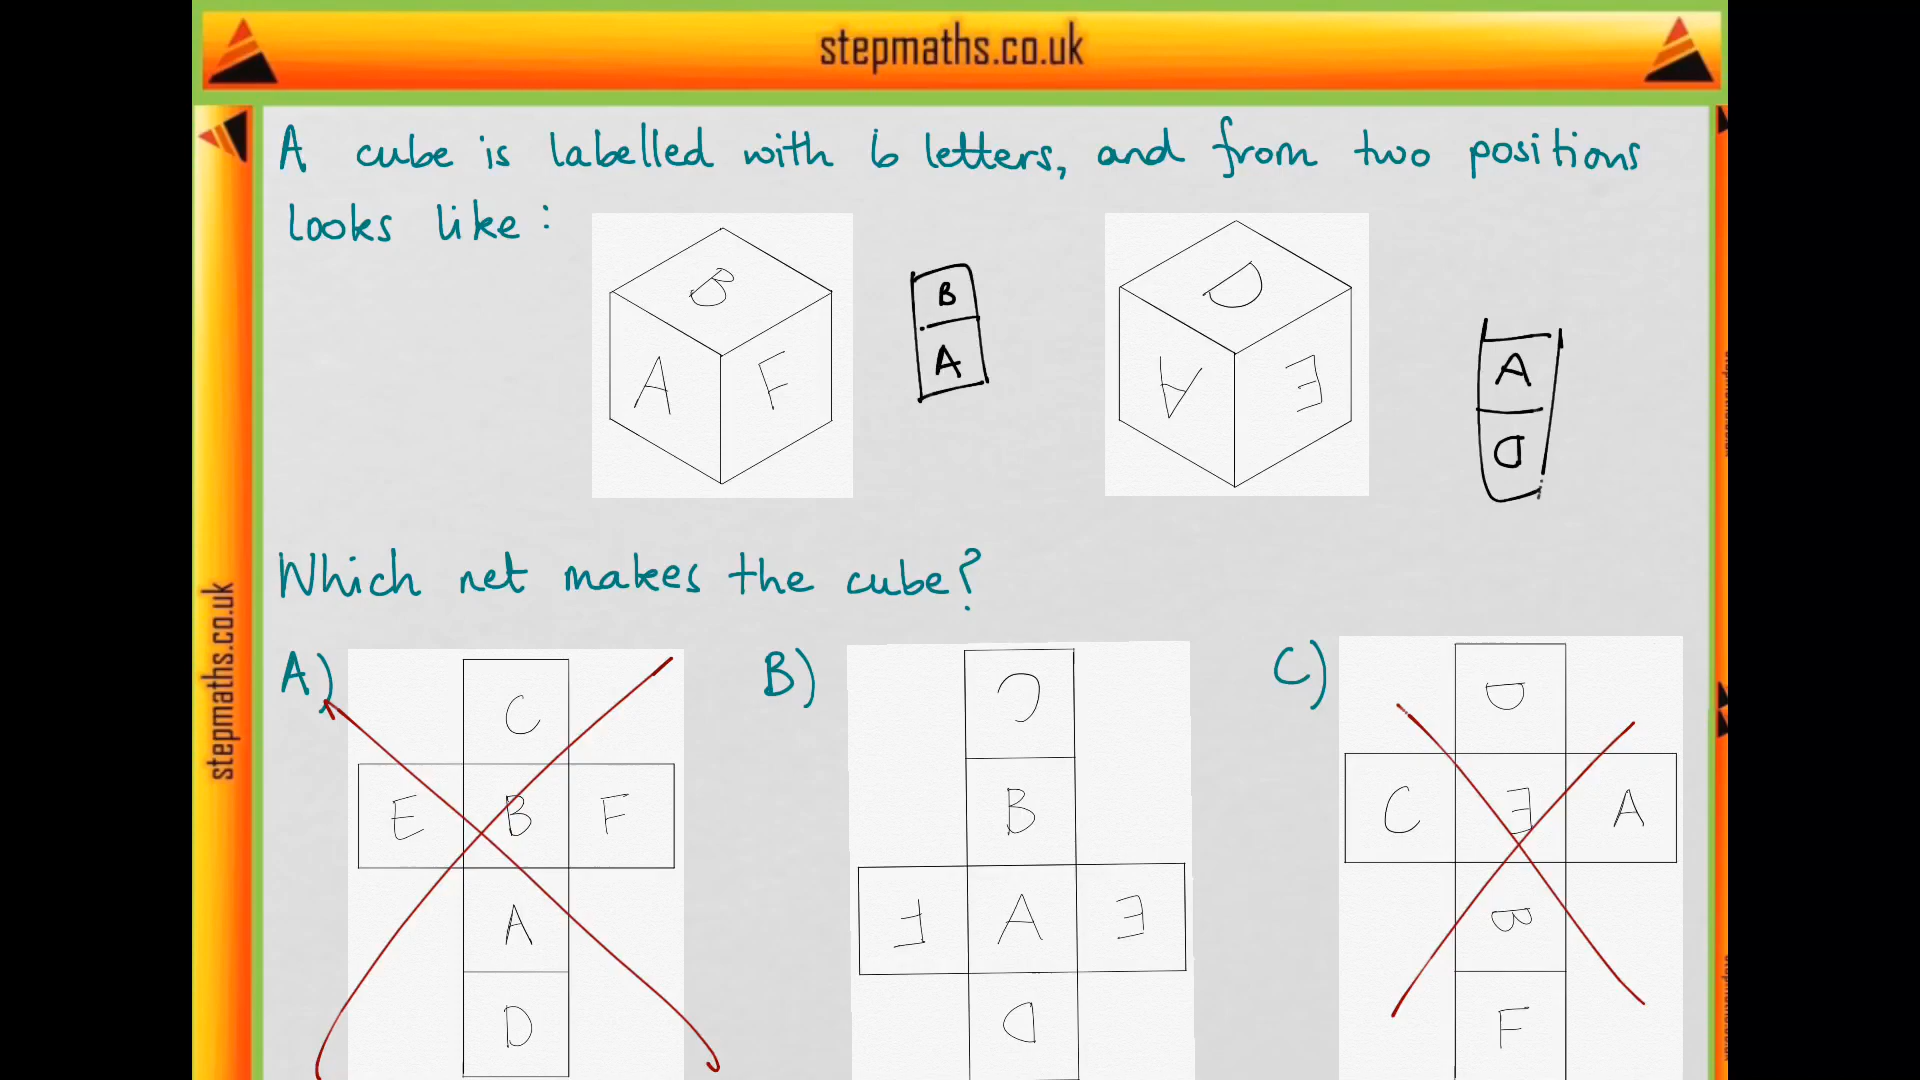 stepmaths.co.uk
A cube is labelled with 6 letters, and from two positions
looks like:
B
A F
B
A
D
A E
A
D
Which net makes the cube?
A)
C
E B F
A
D
B)
C
B
F A E
D
C)
D
C E A
B
F
stepmaths.co.uk